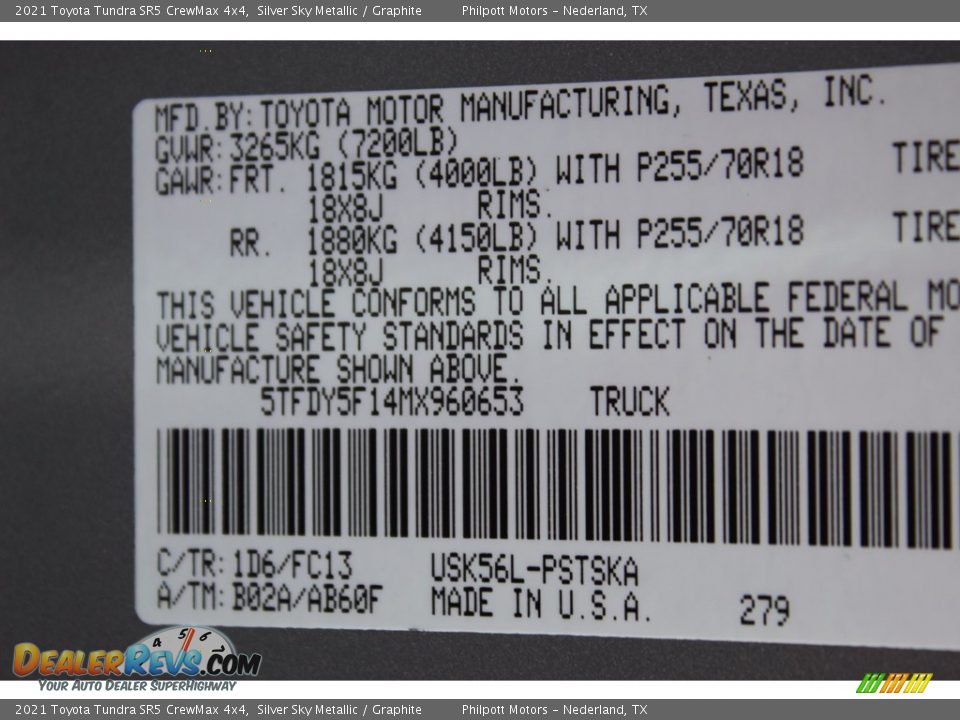 2021 Toyota Tundra SR5 CrewMax 4x4, Silver Sky Metallic / Graphite Philpott Motors - Nederland, TX
MFD.BY: TOYOTA MOTOR MANUFACTURING, TEXAS, INC.
GVWR: 3265KG (7200LB)
GAWR: FRT. 1815KG (4000LB) WITH P255/70R18 TIRE
18X8J RIMS.
RR. 1880KG (4150LB) WITH P255/70R18 TIRE
18X8J RIMS.
THIS VEHICLE CONFORMS TO ALL APPLICABLE FEDERAL MO
VEHICLE SAFETY STANDARDS IN EFFECT ON THE DATE OF
MANUFACTURE SHOWN ABOVE.
5TFDY5F14MX960653 TRUCK
C/TR: 1D6/FC13 USK56L-PSTSKA
A/TM: B02A/AB60F MADE IN U.S.A. 279
4 5 6
DEALERREVS.COM
YOUR AUTO DEALER SUPERHIGHWAY
2021 Toyota Tundra SR5 CrewMax 4x4, Silver Sky Metallic / Graphite Philpott Motors - Nederland, TX